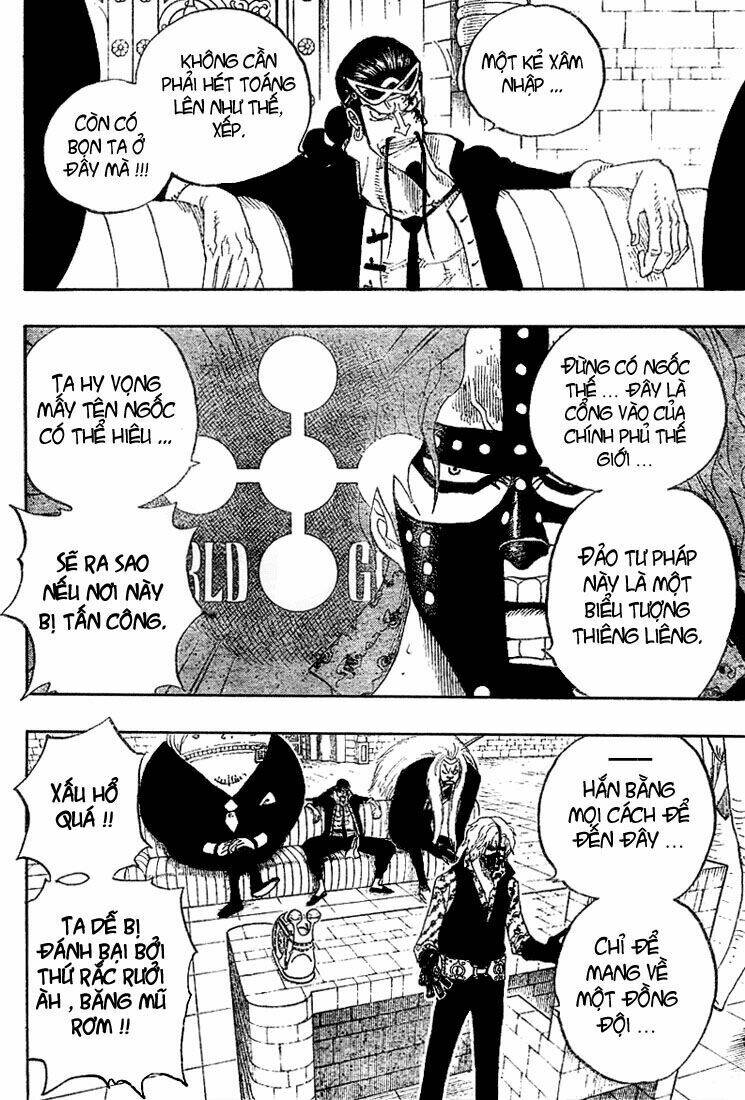 MỘT KẺ XÂM
NHẬP ...
KHÔNG CẦN
PHẢI HÉT TOÁNG
LÊN NHƯ THẾ,
XẾP.
CÒN CÓ
BỌN TA Ở
ĐÂY MÀ !!!
ĐỪNG CÓ NGỐC
THẾ ... ĐÂY LÀ
CỔNG VÀO CỦA
CHÍNH PHỦ THẾ
GIỚI ...
ĐẢO TƯ PHÁP
NÀY LÀ MỘT
BIỂU TƯỢNG
THIÊNG LIÊNG.
TA HY VỌNG
MẤY TÊN NGỐC
CÓ THỂ HIÊU ...
SẼ RA SAO
NẾU NƠI NÀY
BỊ TẤN CÔNG.
RLD G
HẮN BẰNG
MỌI CÁCH ĐỂ
ĐẾN ĐÂY ...
CHỈ ĐỂ
MANG VỀ
MỘT ĐỒNG
ĐỘI ...
XẤU HỔ
QUÁ !!
TA DỄ BỊ
ĐÁNH BẠI BỞI
THỨ RẮC RƯỞI
ÀH , BĂNG MŨ
RƠM !!